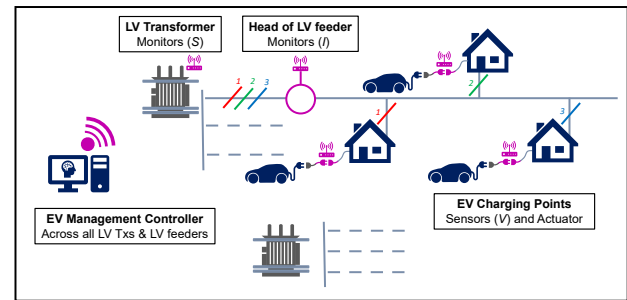 LV Transformer
Monitors (S)
Head of LV feeder
Monitors (I)
1
2
3
2
1
3
EV Management Controller
Across all LV Txs & LV feeders
EV Charging Points
Sensors (V) and Actuator